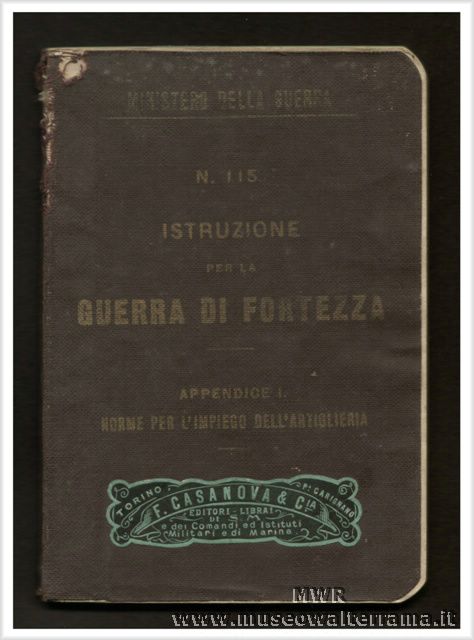 MINISTERO DELLA GUERRA
N. 115
ISTRUZIONE
PER LA
GUERRA DI FORTEZZA
APPENDICE I.
NORME PER L'IMPIEGO DELL'ARTIGLIERIA
TORINO
Pª CARIGNANO
F. CASANOVA & Cia
EDITORI-LIBRAI
DI S. M.
e dei Comandi ed Istituti
Militari e di Marina
MWR
www.museowalterrama.it